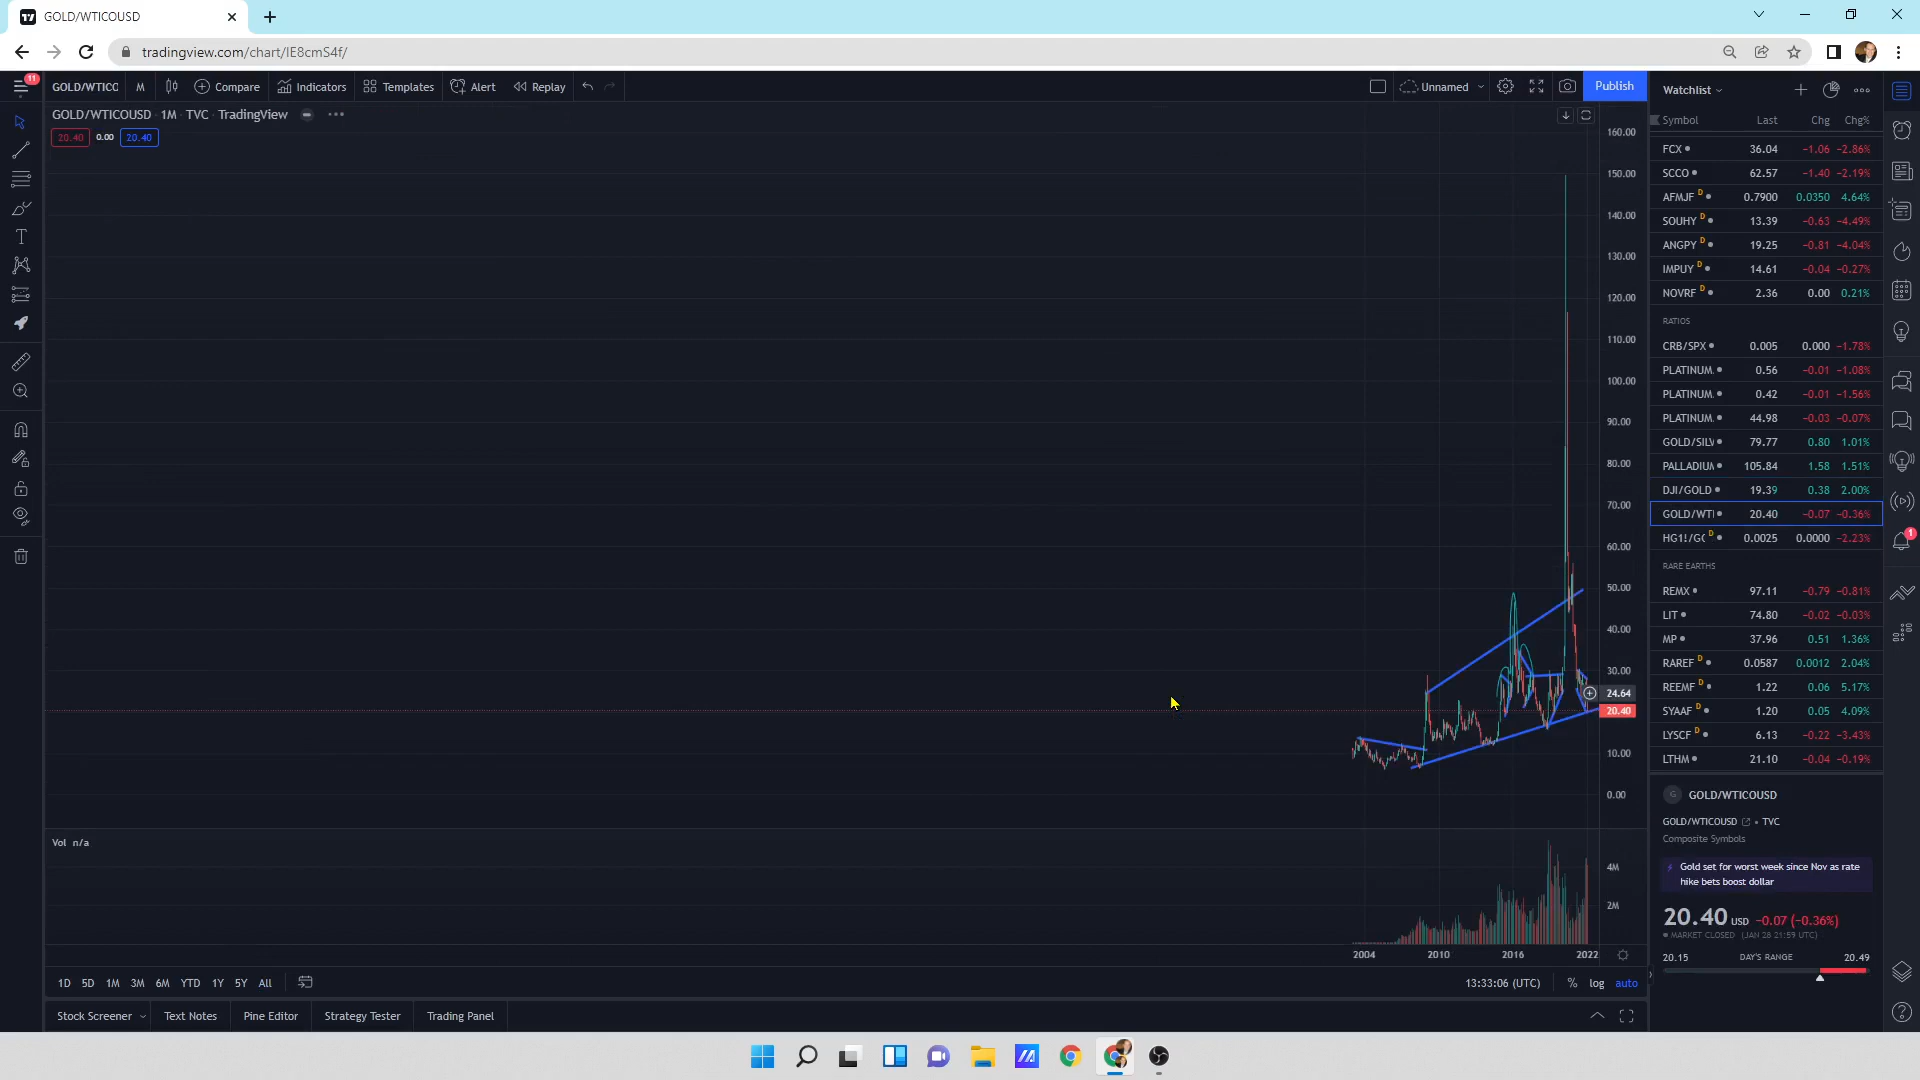 GOLD/WTICOUSD
tradingview.com/chart/IE8cmS4f/
11
GOLD/WTICO
M
Compare
Indicators
Templates
Alert
Replay
Unnamed
Publish
GOLD/WTICOUSD · 1M · TVC · TradingView
20.40 0.00 20.40
160.00
150.00
140.00
130.00
120.00
110.00
100.00
90.00
80.00
70.00
60.00
50.00
40.00
30.00
24.64
20.40
10.00
0.00
Vol n/a
4M
2M
2004 2010 2016 2022
1D 5D 1M 3M 6M YTD 1Y 5Y All
13:33:06 (UTC) % log auto
Stock Screener Text Notes Pine Editor Strategy Tester Trading Panel
Watchlist
Symbol Last Chg Chg%
FCX 36.04 −1.06 −2.86%
SCCO 62.57 −1.40 −2.19%
AFMJF D 0.7900 0.0350 4.64%
SOUHY D 13.39 −0.63 −4.49%
ANGPY D 19.25 −0.81 −4.04%
IMPUY D 14.61 −0.04 −0.27%
NOVRF D 2.36 0.00 0.21%
RATIOS
CRB/SPX 0.005 0.000 −1.78%
PLATINUM. 0.56 −0.01 −1.08%
PLATINUM. 0.42 −0.01 −1.56%
PLATINUM. 44.98 −0.03 −0.07%
GOLD/SILV 79.77 0.80 1.01%
PALLADIUM 105.84 1.58 1.51%
DJI/GOLD 19.39 0.38 2.00%
GOLD/WTI 20.40 −0.07 −0.36%
HG1!/GC D 0.0025 0.0000 −2.23%
RARE EARTHS
REMX 97.11 −0.79 −0.81%
LIT 74.80 −0.02 −0.03%
MP 37.96 0.51 1.36%
RAREF D 0.0587 0.0012 2.04%
REEMF D 1.22 0.06 5.17%
SYAAF D 1.20 0.05 4.09%
LYSCF D 6.13 −0.22 −3.43%
LTHM 21.10 −0.04 −0.19%
G GOLD/WTICOUSD
GOLD/WTICOUSD • TVC
Composite Symbols
Gold set for worst week since Nov as rate
hike bets boost dollar
20.40 USD −0.07 (−0.36%)
MARKET CLOSED (JAN 28 21:59 UTC)
20.15 DAY'S RANGE 20.49
1